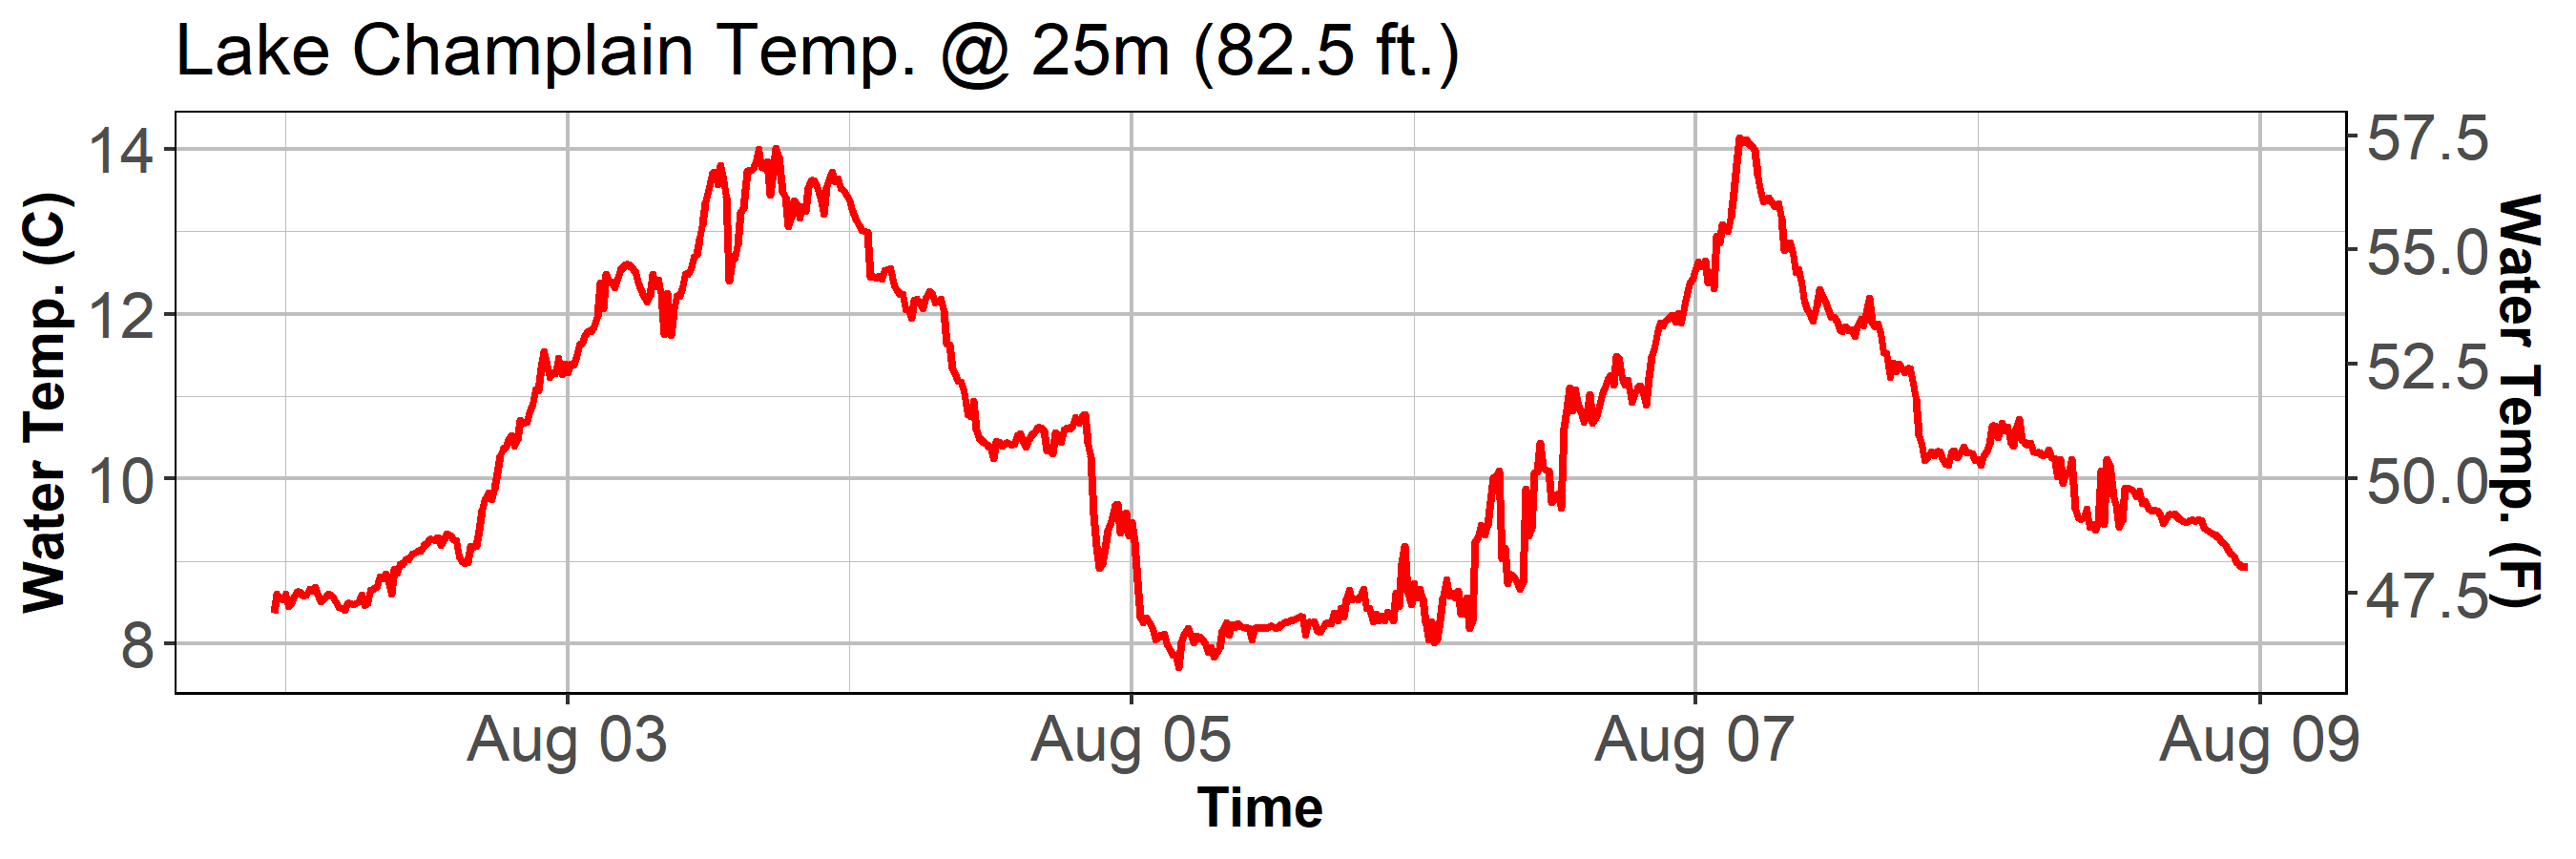 Lake Champlain Temp. @ 25m (82.5 ft.)
Water Temp. (C)
14
12
10
8
57.5
55.0
52.5
50.0
47.5
Water Temp. (F)
Aug 03
Aug 05
Aug 07
Aug 09
Time